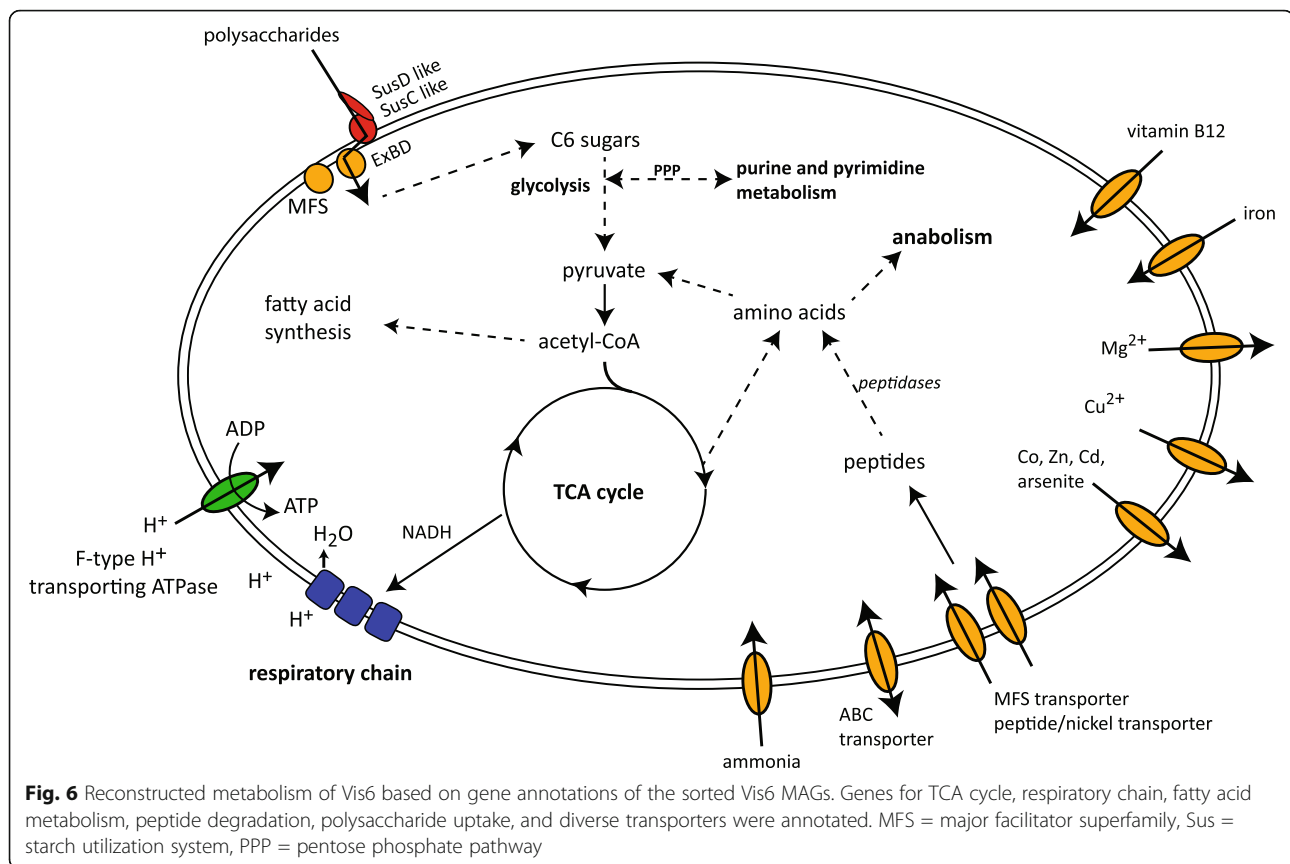 polysaccharides
SusD like
SusC like
ExBD
MFS
C6 sugars
glycolysis
PPP
purine and pyrimidine
metabolism
vitamin B12
iron
anabolism
pyruvate
amino acids
fatty acid
synthesis
acetyl-CoA
Mg2+
peptidases
Cu2+
ADP
peptides
Co, Zn, Cd,
arsenite
TCA cycle
ATP
H+
H2O
NADH
F-type H+
transporting ATPase
H+
H+
respiratory chain
MFS transporter
peptide/nickel transporter
ABC
transporter
ammonia
Fig. 6 Reconstructed metabolism of Vis6 based on gene annotations of the sorted Vis6 MAGs. Genes for TCA cycle, respiratory chain, fatty acid
metabolism, peptide degradation, polysaccharide uptake, and diverse transporters were annotated. MFS = major facilitator superfamily, Sus =
starch utilization system, PPP = pentose phosphate pathway